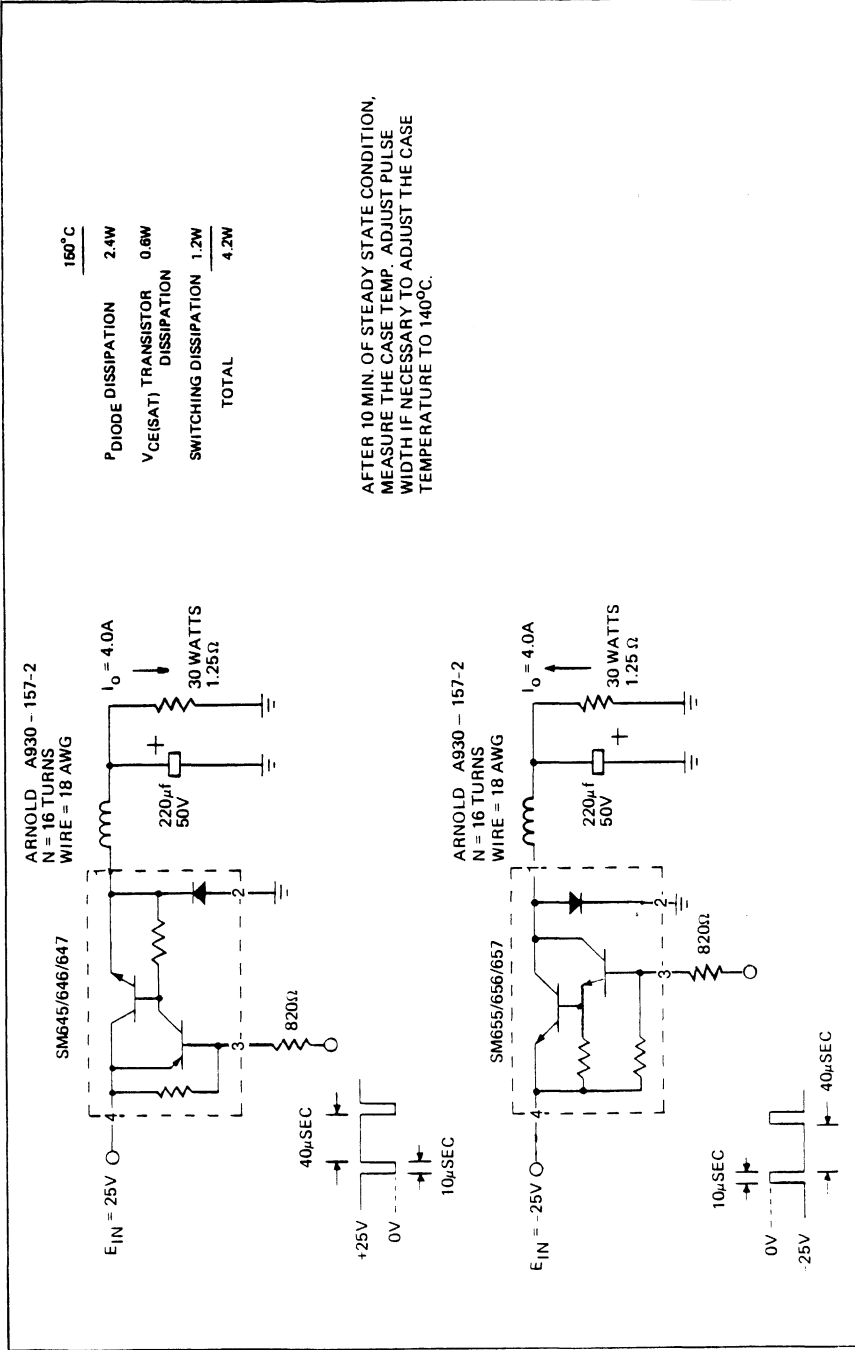 ARNOLD A930 – 157-2
N = 16 TURNS
WIRE = 18 AWG
SM645/646/647
E_IN = 25V
4
3
2
820Ω
220μf
50V
+
I_o = 4.0A
30 WATTS
1.25Ω
40μSEC
+25V
0V
10μSEC
150°C
P_DIODE DISSIPATION 2.4W
V_CE(SAT) TRANSISTOR 0.6W
DISSIPATION
SWITCHING DISSIPATION 1.2W
TOTAL 4.2W
AFTER 10 MIN. OF STEADY STATE CONDITION,
MEASURE THE CASE TEMP. ADJUST PULSE
WIDTH IF NECESSARY TO ADJUST THE CASE
TEMPERATURE TO 140°C.
ARNOLD A930 – 157-2
N = 16 TURNS
WIRE = 18 AWG
SM655/656/657
E_IN = -25V
4
3
2
820Ω
220μf
50V
+
I_o = 4.0A
30 WATTS
1.25 Ω
10μSEC
0V
-25V
40μSEC